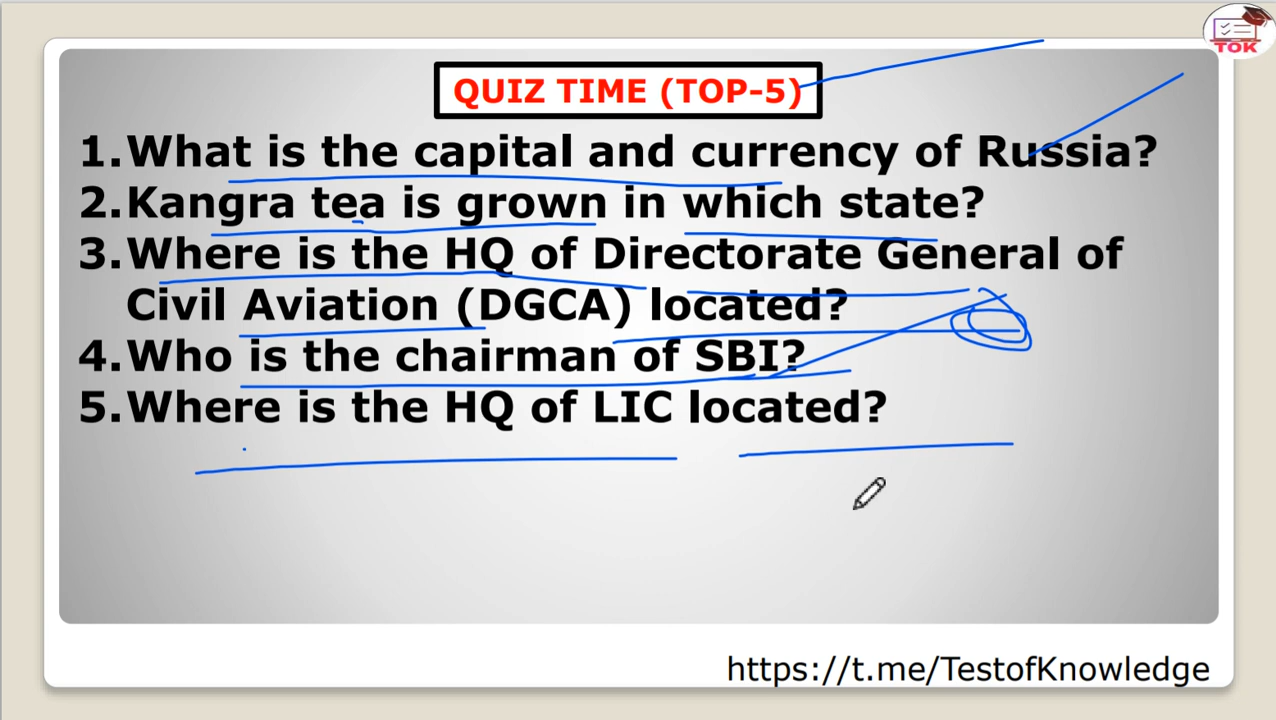 TOK
QUIZ TIME (TOP-5)
1.What is the capital and currency of Russia?
2.Kangra tea is grown in which state?
3.Where is the HQ of Directorate General of
Civil Aviation (DGCA) located?
4.Who is the chairman of SBI?
5.Where is the HQ of LIC located?
https://t.me/TestofKnowledge